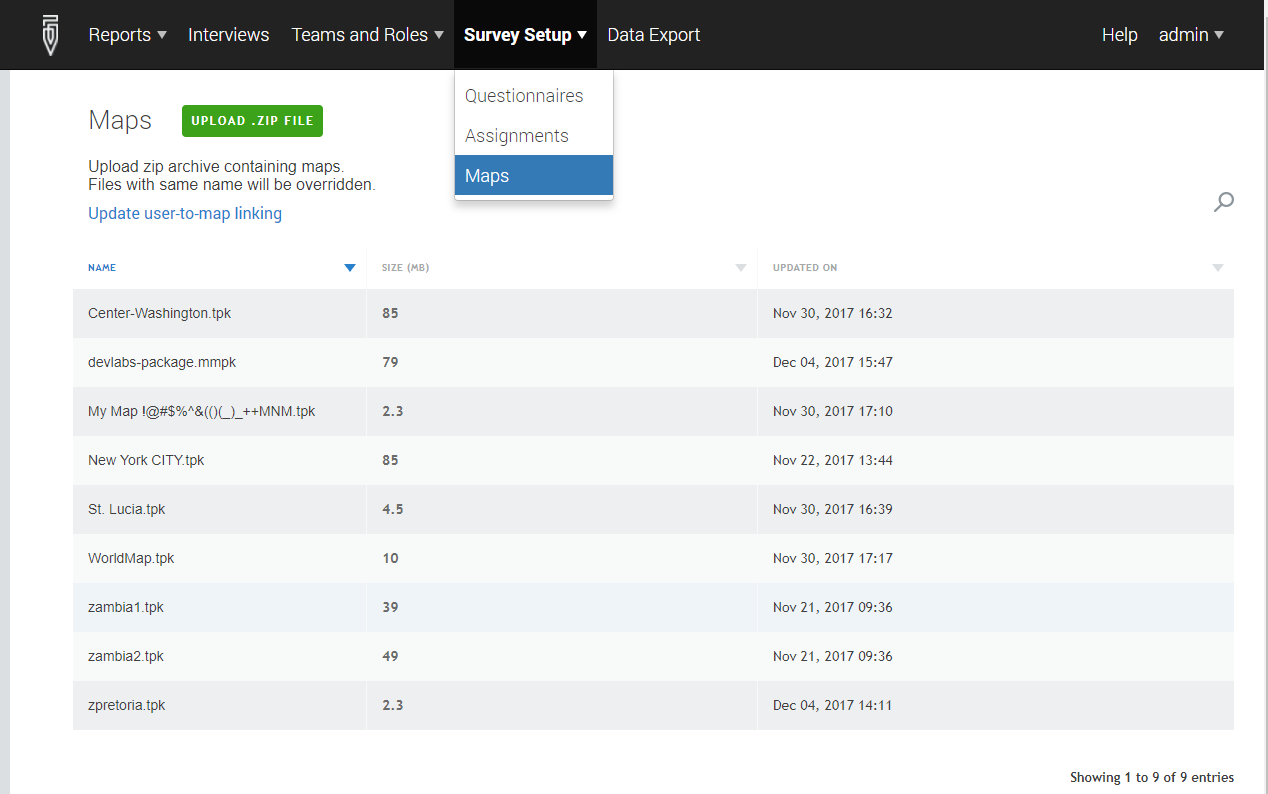 Reports Interviews Teams and Roles Survey Setup Data Export Help admin
Questionnaires
Assignments
Maps
Maps UPLOAD .ZIP FILE
Upload zip archive containing maps.
Files with same name will be overridden.
Update user-to-map linking
NAME SIZE (MB) UPDATED ON
Center-Washington.tpk 85 Nov 30, 2017 16:32
devlabs-package.mmpk 79 Dec 04, 2017 15:47
My Map !@#$%^&(()(_)_++MNM.tpk 2.3 Nov 30, 2017 17:10
New York CITY.tpk 85 Nov 22, 2017 13:44
St. Lucia.tpk 4.5 Nov 30, 2017 16:39
WorldMap.tpk 10 Nov 30, 2017 17:17
zambia1.tpk 39 Nov 21, 2017 09:36
zambia2.tpk 49 Nov 21, 2017 09:36
zpretoria.tpk 2.3 Dec 04, 2017 14:11
Showing 1 to 9 of 9 entries